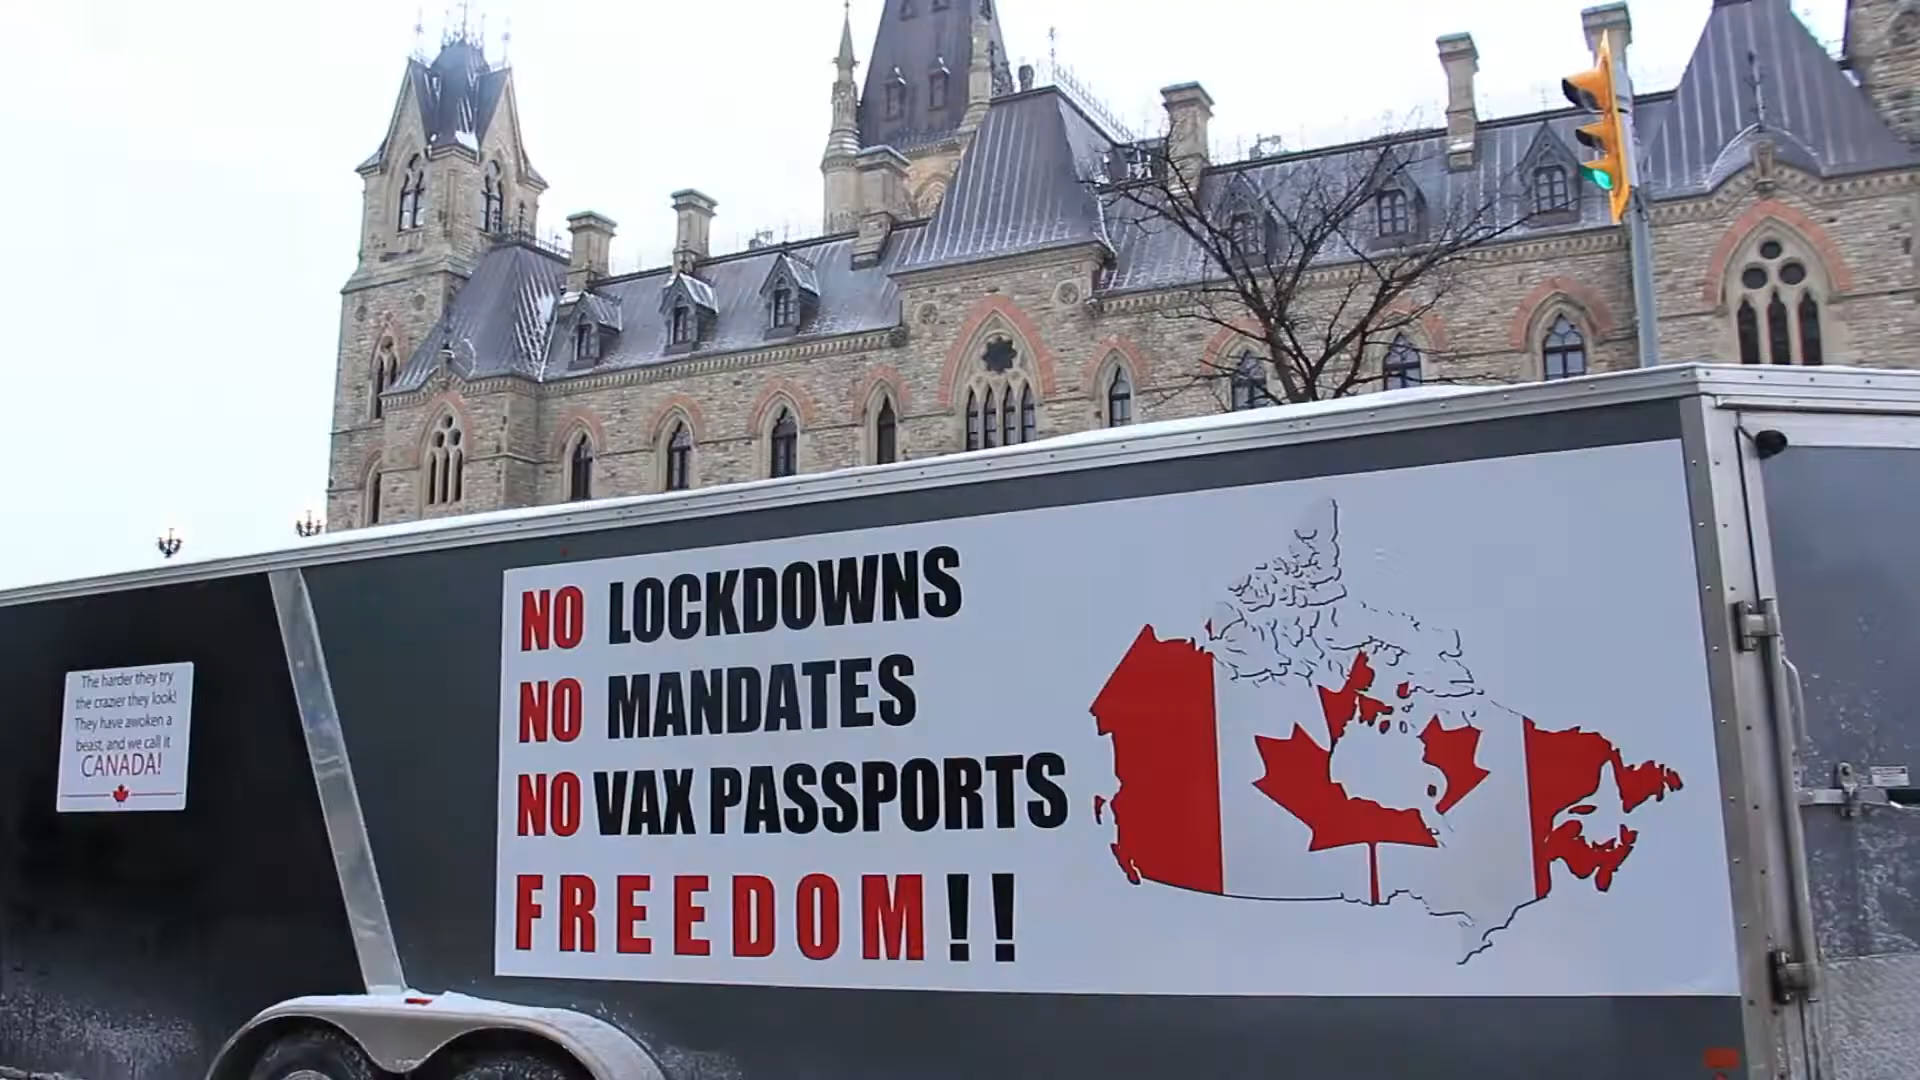 The harder they try
the crazier they look!
They have awoken a
beast, and we call it
CANADA!
NO LOCKDOWNS
NO MANDATES
NO VAX PASSPORTS
FREEDOM!!